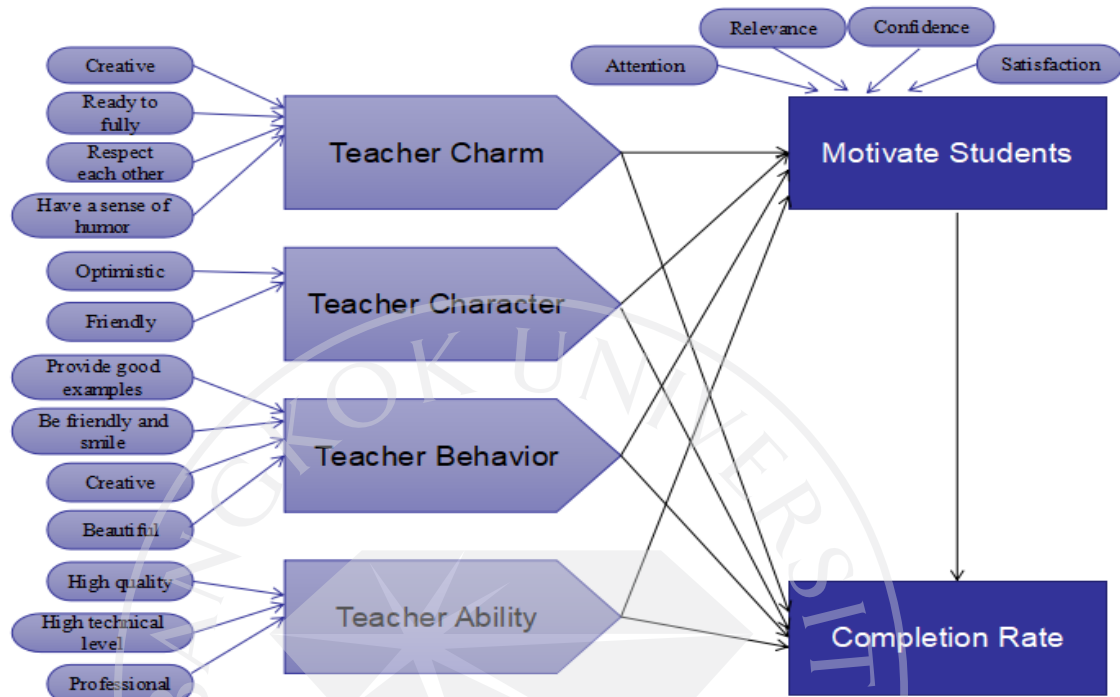 Relevance
Confidence
Attention
Satisfaction
Creative
Ready to
fully
Respect
each other
Have a sense of
humor
Teacher Charm
Motivate Students
Optimistic
Friendly
Teacher Character
Provide good
examples
Be friendly and
smile
Creative
Beautiful
Teacher Behavior
High quality
High technical
level
Professional
Teacher Ability
Completion Rate
ANGKOK UNIVERSIT